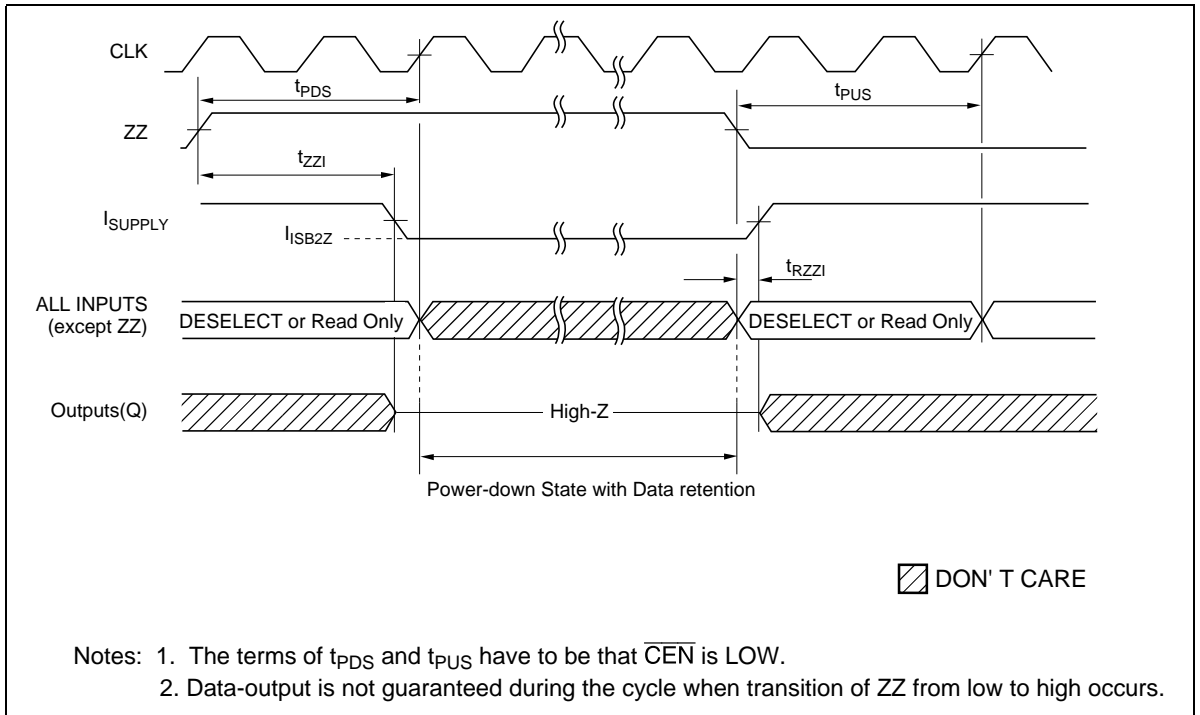 CLK
tPDS
tPUS
ZZ
tZZI
ISUPPLY
IISB2Z
tRZZI
ALL INPUTS
(except ZZ)
DESELECT or Read Only
DESELECT or Read Only
Outputs(Q)
High-Z
Power-down State with Data retention
DON' T CARE
Notes: 1. The terms of tPDS and tPUS have to be that C̅E̅N̅ is LOW.
2. Data-output is not guaranteed during the cycle when transition of ZZ from low to high occurs.